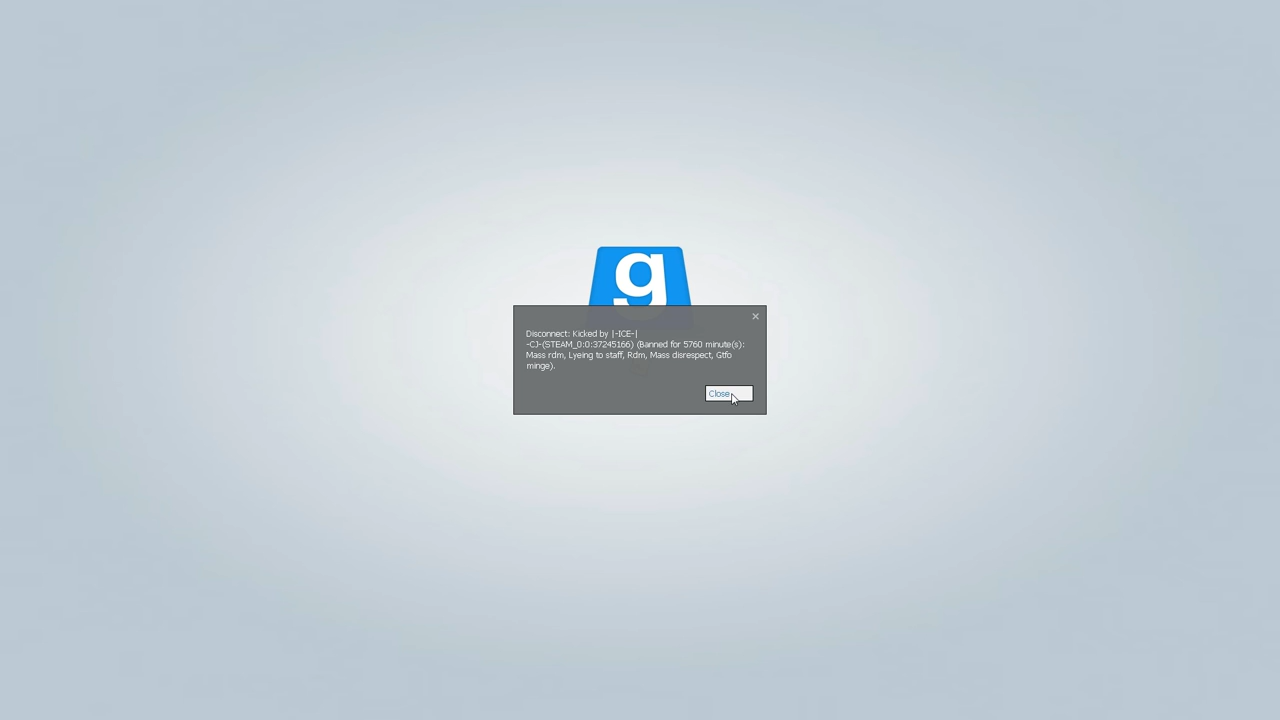 g
Disconnect: Kicked by |-ICE-|
-CJ-(STEAM_0:0:37245166) (Banned for 5760 minute(s):
Mass rdm, Lyeing to staff, Rdm, Mass disrespect, Gtfo
minge).
Close